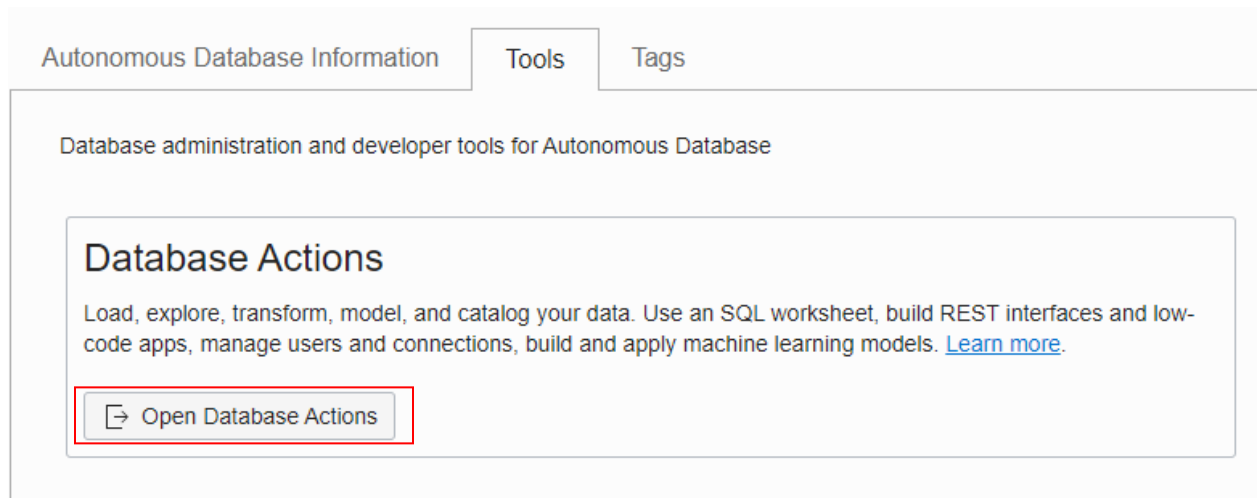 Autonomous Database Information Tools Tags
Database administration and developer tools for Autonomous Database
Database Actions
Load, explore, transform, model, and catalog your data. Use an SQL worksheet, build REST interfaces and low-
code apps, manage users and connections, build and apply machine learning models. Learn more.
Open Database Actions